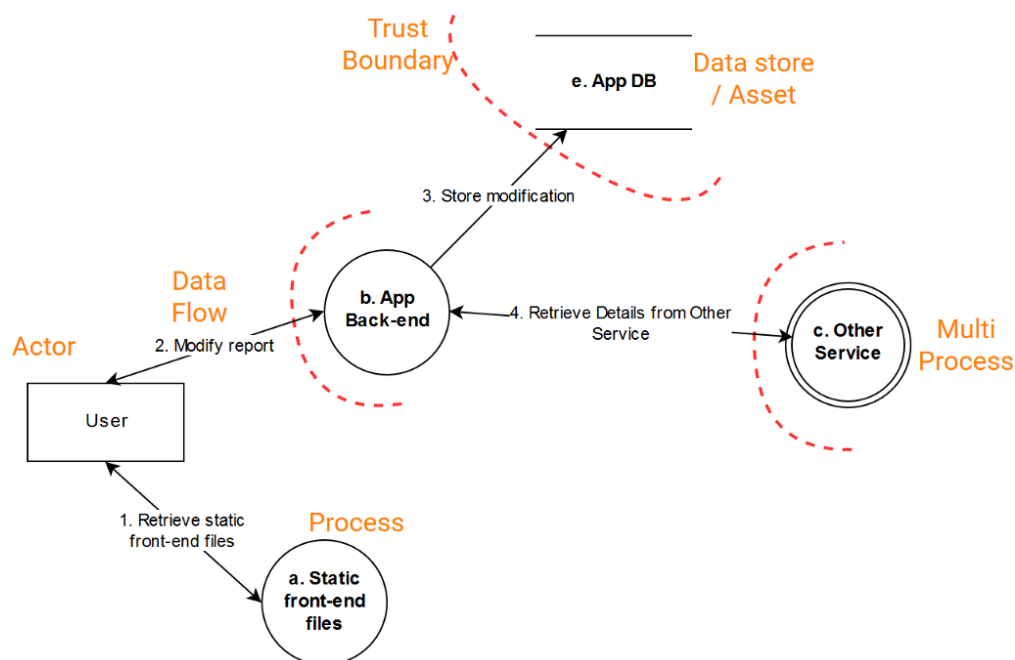 Trust
Boundary
e. App DB
Data store
/ Asset
3. Store modification
Data
Flow
b. App
Back-end
4. Retrieve Details from Other
Service
c. Other
Service
Multi
Process
Actor
2. Modify report
User
1. Retrieve static
front-end files
Process
a. Static
front-end
files